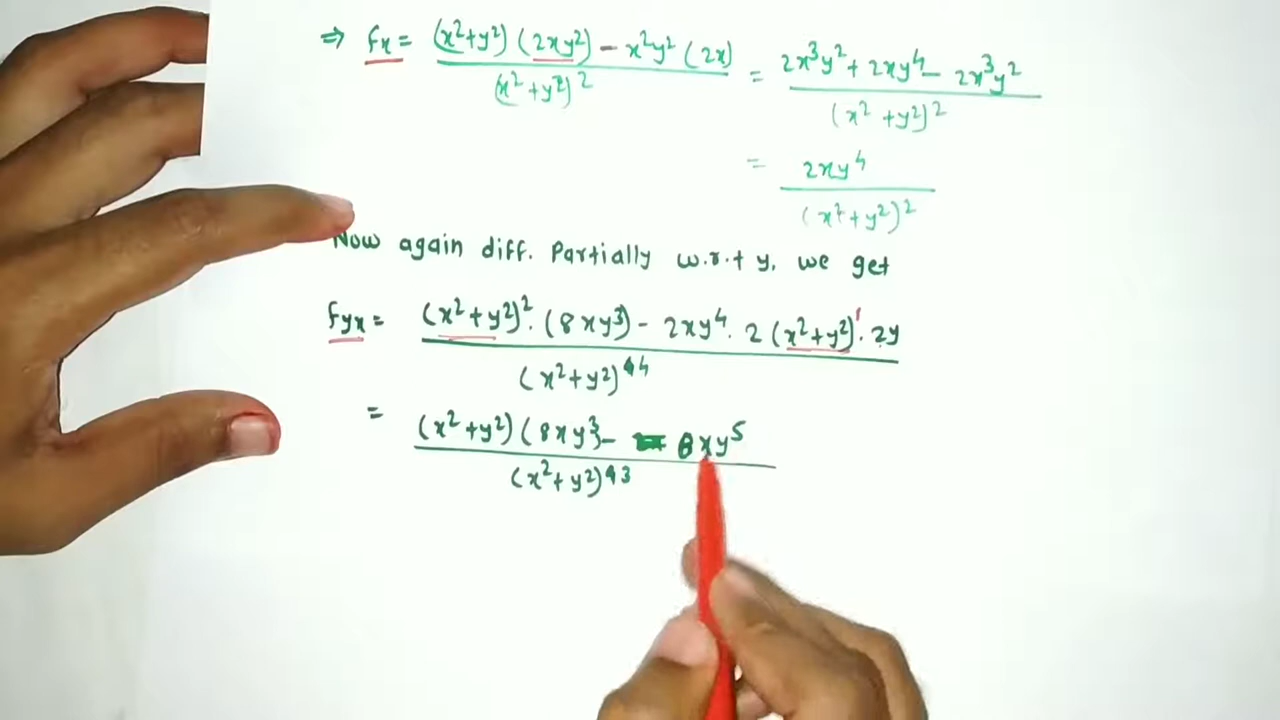 ⇒ fx = (x²+y²) (2xy²) - x²y² (2x) / (x²+y²)² = 2x³y² + 2xy⁴ - 2x³y² / (x²+y²)²
= 2xy⁴ / (x²+y²)²
Now again diff. Partially w.r.t y, we get
fyx = (x²+y²)². (8xy³) - 2xy⁴. 2 (x²+y²)¹. 2y / (x²+y²)⁴
= (x²+y²) (8xy³ - 8xy⁵ / (x²+y²)³